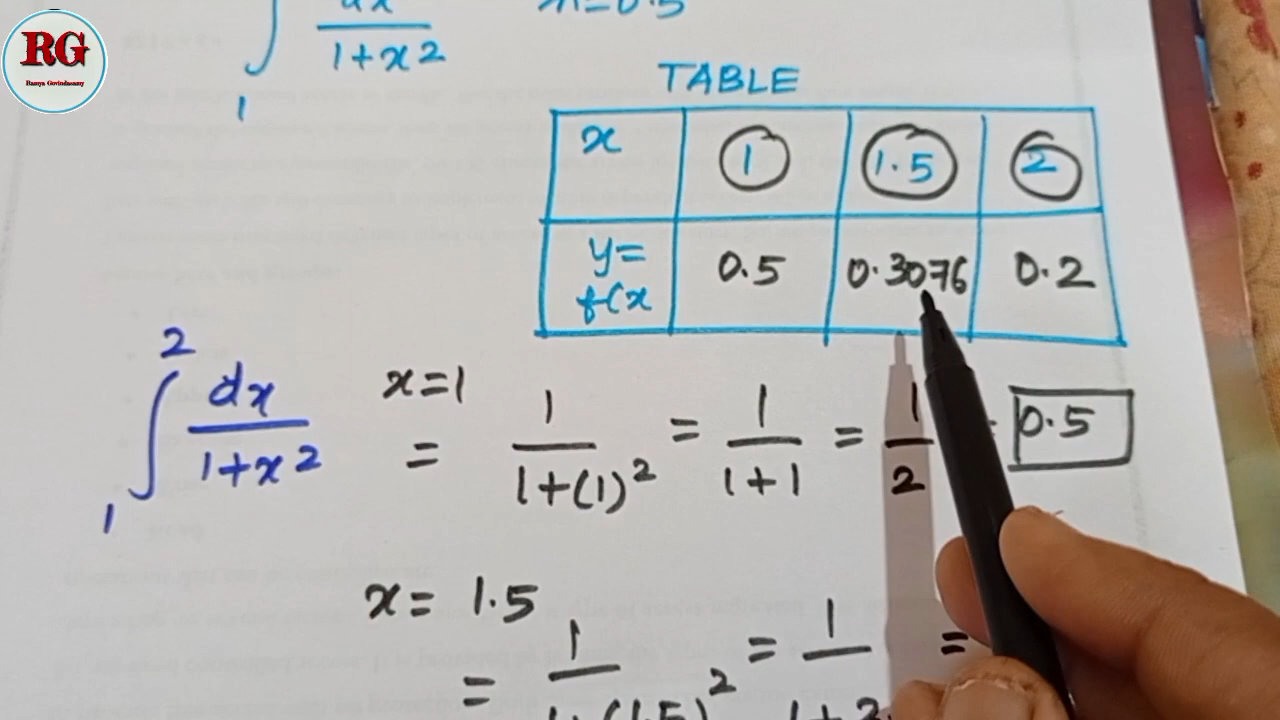 RG
Ramya Govindasamy
∫ dx/1+x2
1
TABLE
x 1 1.5 2
y= f(x 0.5 0.3076 0.2
2
∫ dx/1+x2
1
x=1
= 1/1+(1)2 = 1/1+1 = 1/2 0.5
x= 1.5
= 1/1+(1.5)2 = 1/1+2. =